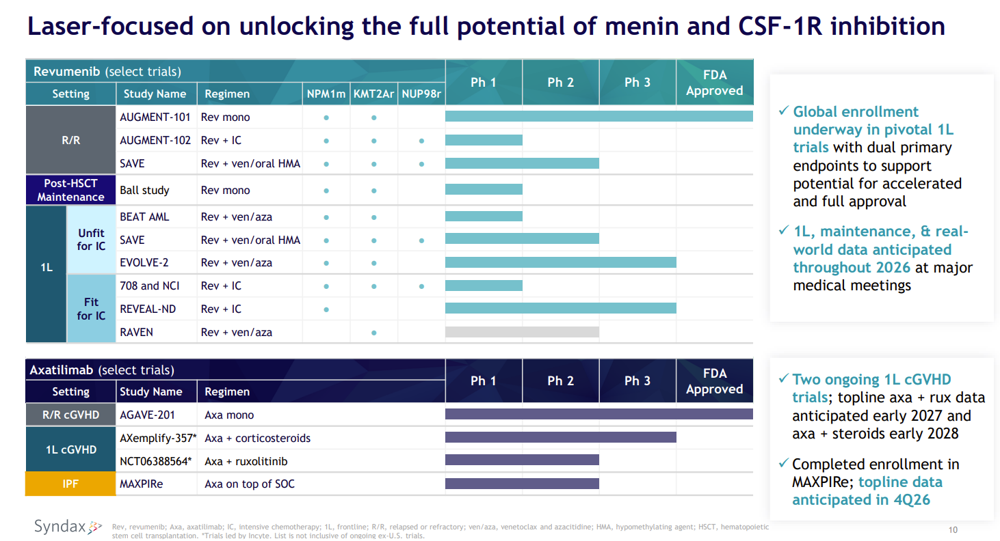 Laser-focused on unlocking the full potential of menin and CSF-1R inhibition
Revumenib (select trials)
Ph 1
Ph 2
Ph 3
FDA
Approved
Setting
Study Name
Regimen
NPM1m
KMT2Ar
NUP98r
R/R
AUGMENT-101
Rev mono
AUGMENT-102
Rev + IC
SAVE
Rev + ven/oral HMA
Post-HSCT
Maintenance
Ball study
Rev mono
1L
Unfit
for IC
BEAT AML
Rev + ven/aza
SAVE
Rev + ven/oral HMA
EVOLVE-2
Rev + ven/aza
Fit
for IC
708 and NCI
Rev + IC
REVEAL-ND
Rev + IC
RAVEN
Rev + ven/aza
✓ Global enrollment
underway in pivotal 1L
trials with dual primary
endpoints to support
potential for accelerated
and full approval
✓ 1L, maintenance, & real-
world data anticipated
throughout 2026 at major
medical meetings
Axatilimab (select trials)
Ph 1
Ph 2
Ph 3
FDA
Approved
Setting
Study Name
Regimen
R/R cGVHD
AGAVE-201
Axa mono
1L cGVHD
AXemplify-357*
Axa + corticosteroids
NCT06388564*
Axa + ruxolitinib
IPF
MAXPIRe
Axa on top of SOC
✓ Two ongoing 1L cGVHD
trials; topline axa + rux data
anticipated early 2027 and
axa + steroids early 2028
✓ Completed enrollment in
MAXPIRe; topline data
anticipated in 4Q26
Syndax
Rev, revumenib; Axa, axatilimab; IC, intensive chemotherapy; 1L, frontline; R/R, relapsed or refractory; ven/aza, venetoclax and azacitidine; HMA, hypomethylating agent; HSCT, hematopoietic
stem cell transplantation. *Trials led by Incyte. List is not inclusive of ongoing ex-U.S. trials.
10